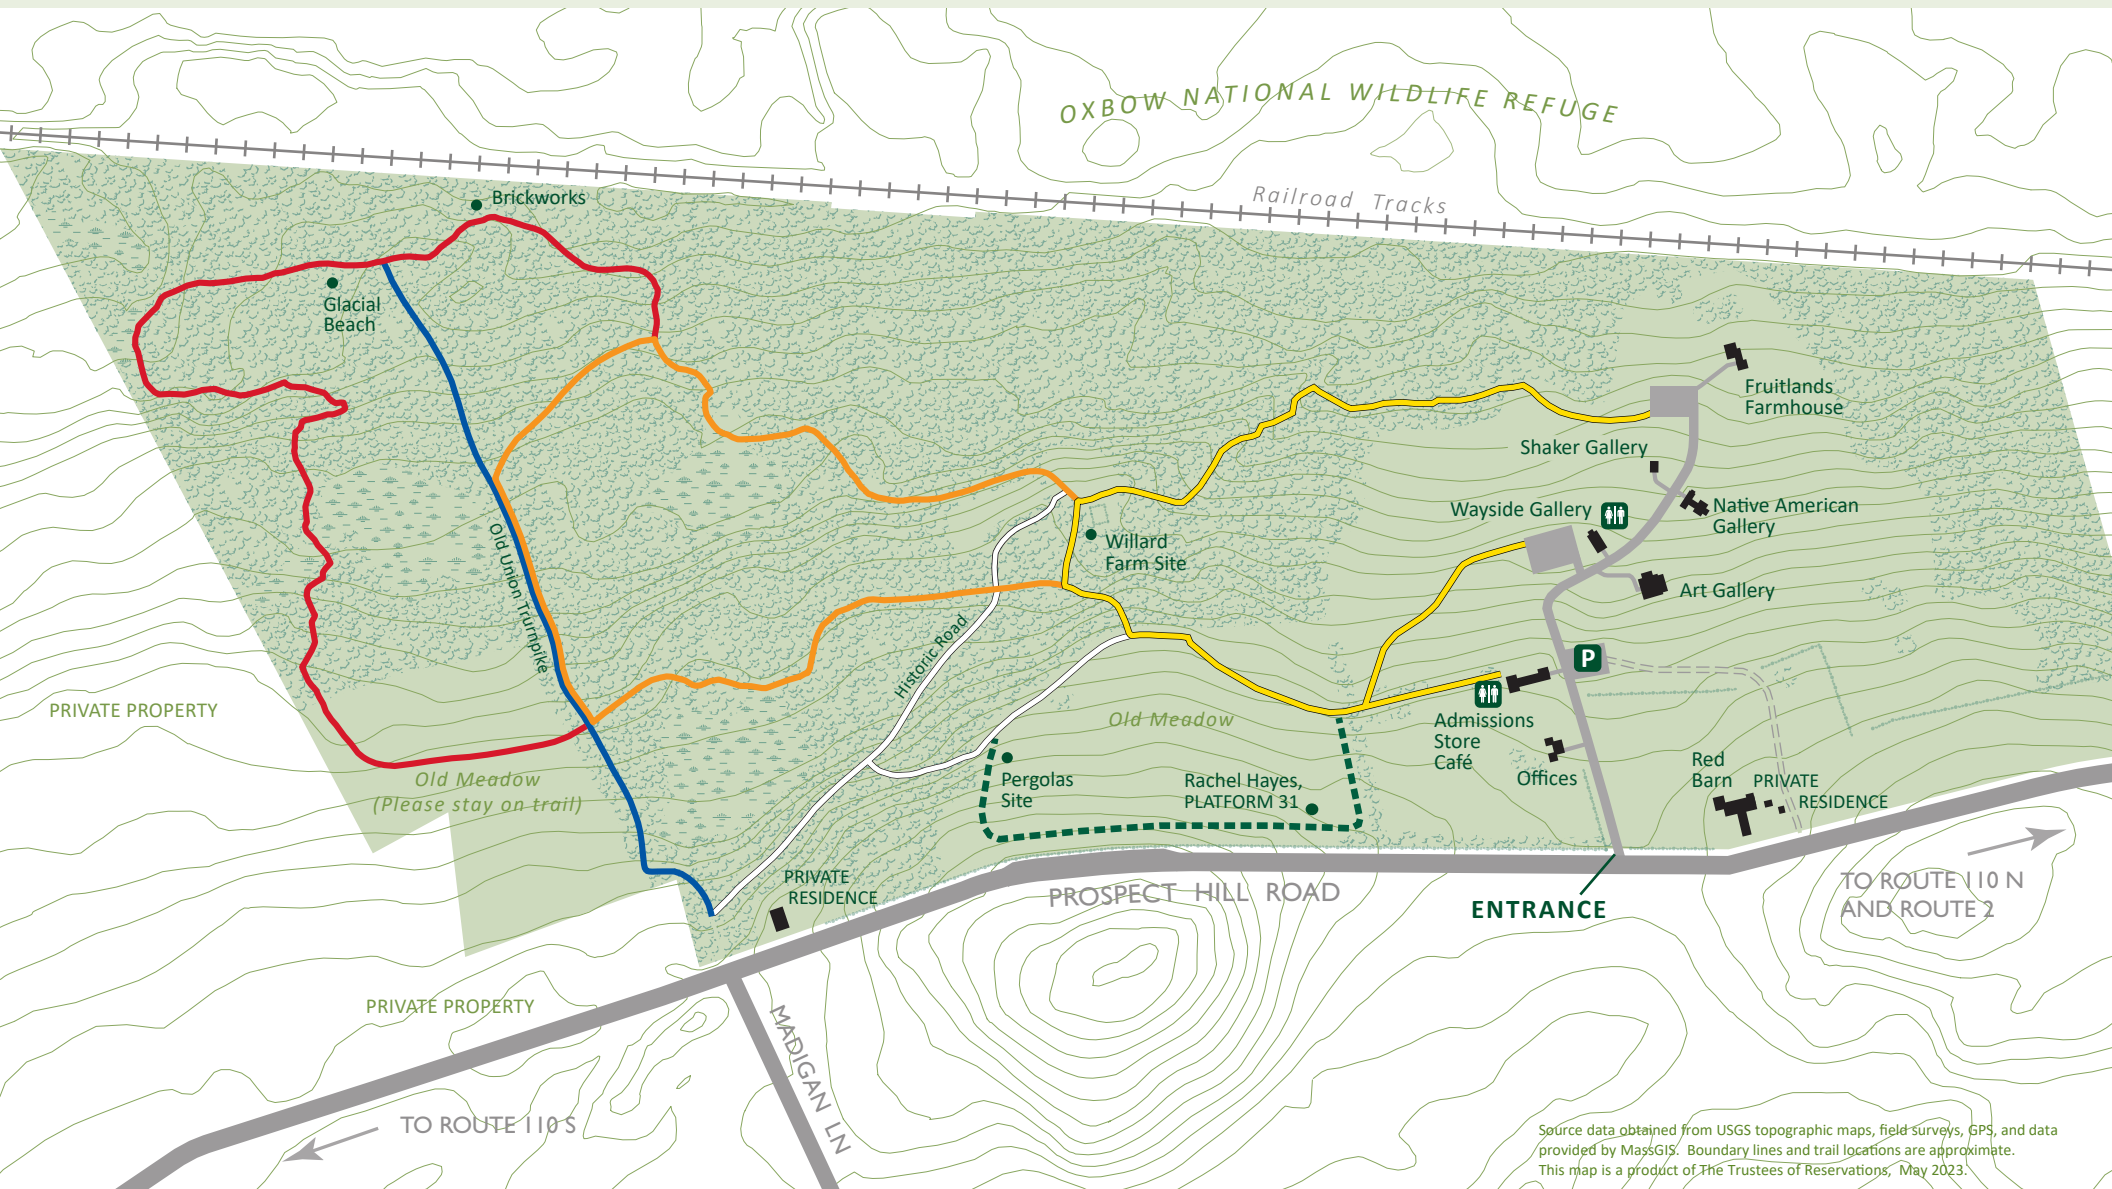 OXBOW NATIONAL WILDLIFE REFUGE
Railroad Tracks
Brickworks
Glacial
Beach
Fruitlands
Farmhouse
Shaker Gallery
Wayside Gallery
Native American
Gallery
Willard
Farm Site
Art Gallery
Old Union Trurnpike
Historic Road
P
PRIVATE PROPERTY
Old Meadow
Admissions
Store
Café
Offices
Old Meadow
(Please stay on trail)
Pergolas
Site
Rachel Hayes,
PLATFORM 31
Red
Barn
PRIVATE
RESIDENCE
PRIVATE
RESIDENCE
PROSPECT HILL ROAD
ENTRANCE
TO ROUTE 110 N
AND ROUTE 2
PRIVATE PROPERTY
MADIGAN LN
TO ROUTE 110 S
Source data obtained from USGS topographic maps, field surveys, GPS, and data
provided by MassGIS. Boundary lines and trail locations are approximate.
This map is a product of The Trustees of Reservations, May 2023.